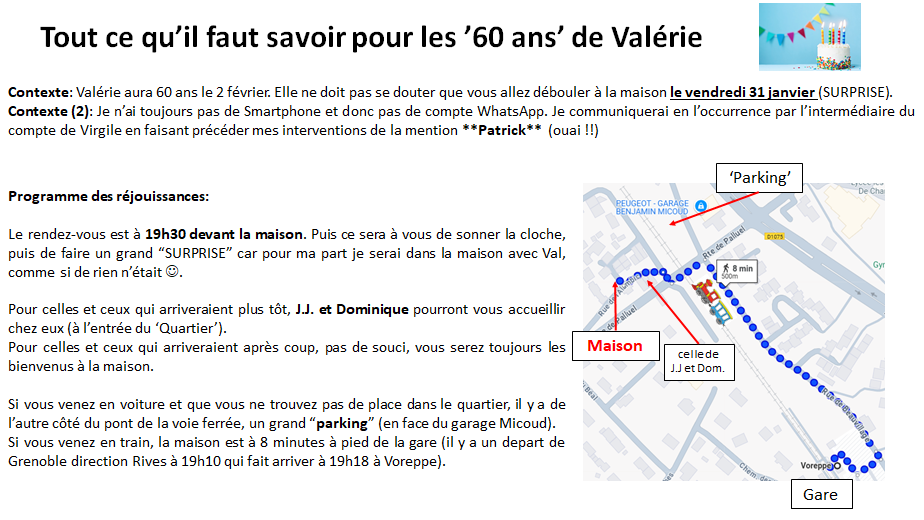 Tout ce qu’il faut savoir pour les ’60 ans’ de Valérie
Contexte: Valérie aura 60 ans le 2 février. Elle ne doit pas se douter que vous allez débouler à la maison le vendredi 31 janvier (SURPRISE).
Contexte (2): Je n’ai toujours pas de Smartphone et donc pas de compte WhatsApp. Je communiquerai en l’occurrence par l’intermédiaire du
compte de Virgile en faisant précéder mes interventions de la mention **Patrick** (ouai !!)
Programme des réjouissances:
Le rendez-vous est à 19h30 devant la maison. Puis ce sera à vous de sonner la cloche,
puis de faire un grand “SURPRISE” car pour ma part je serai dans la maison avec Val,
comme si de rien n’était ☺.
Pour celles et ceux qui arriveraient plus tôt, J.J. et Dominique pourront vous accueillir
chez eux (à l’entrée du ‘Quartier’).
Pour celles et ceux qui arriveraient après coup, pas de souci, vous serez toujours les
bienvenus à la maison.
Si vous venez en voiture et que vous ne trouvez pas de place dans le quartier, il y a de
l’autre côté du pont de la voie ferrée, un grand “parking” (en face du garage Micoud).
Si vous venez en train, la maison est à 8 minutes à pied de la gare (il y a un depart de
Grenoble direction Rives à 19h10 qui fait arriver à 19h18 à Voreppe).
‘Parking’
PEUGEOT - GARAGE
BENJAMIN MICOUD
Rte de Palluel
D1075
8 min
500m
de Palluel
Maison
celle de
J.J et Dom.
Voreppe
Chem. de
Gare